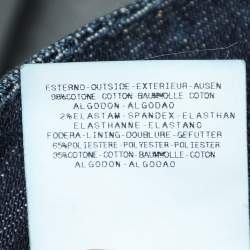 ESTERNO-OUTSIDE-EXTERIEUR-AUSEN
98%COTONE-COTTON-BAUMWOLLE COTON
ALGODON-ALGODAO
2%ELASTAM-SPANDEX-ELASTHAN
ELASTHANNE-ELASTANO
FODERA-LINING-DOUBLURE-GEFUTTER
65%POLIESTERE-POLYESTER-POLIESTER
35%COTONE-COTTON-BAUMWOLLE-COTON
ALGODON-ALGODAO